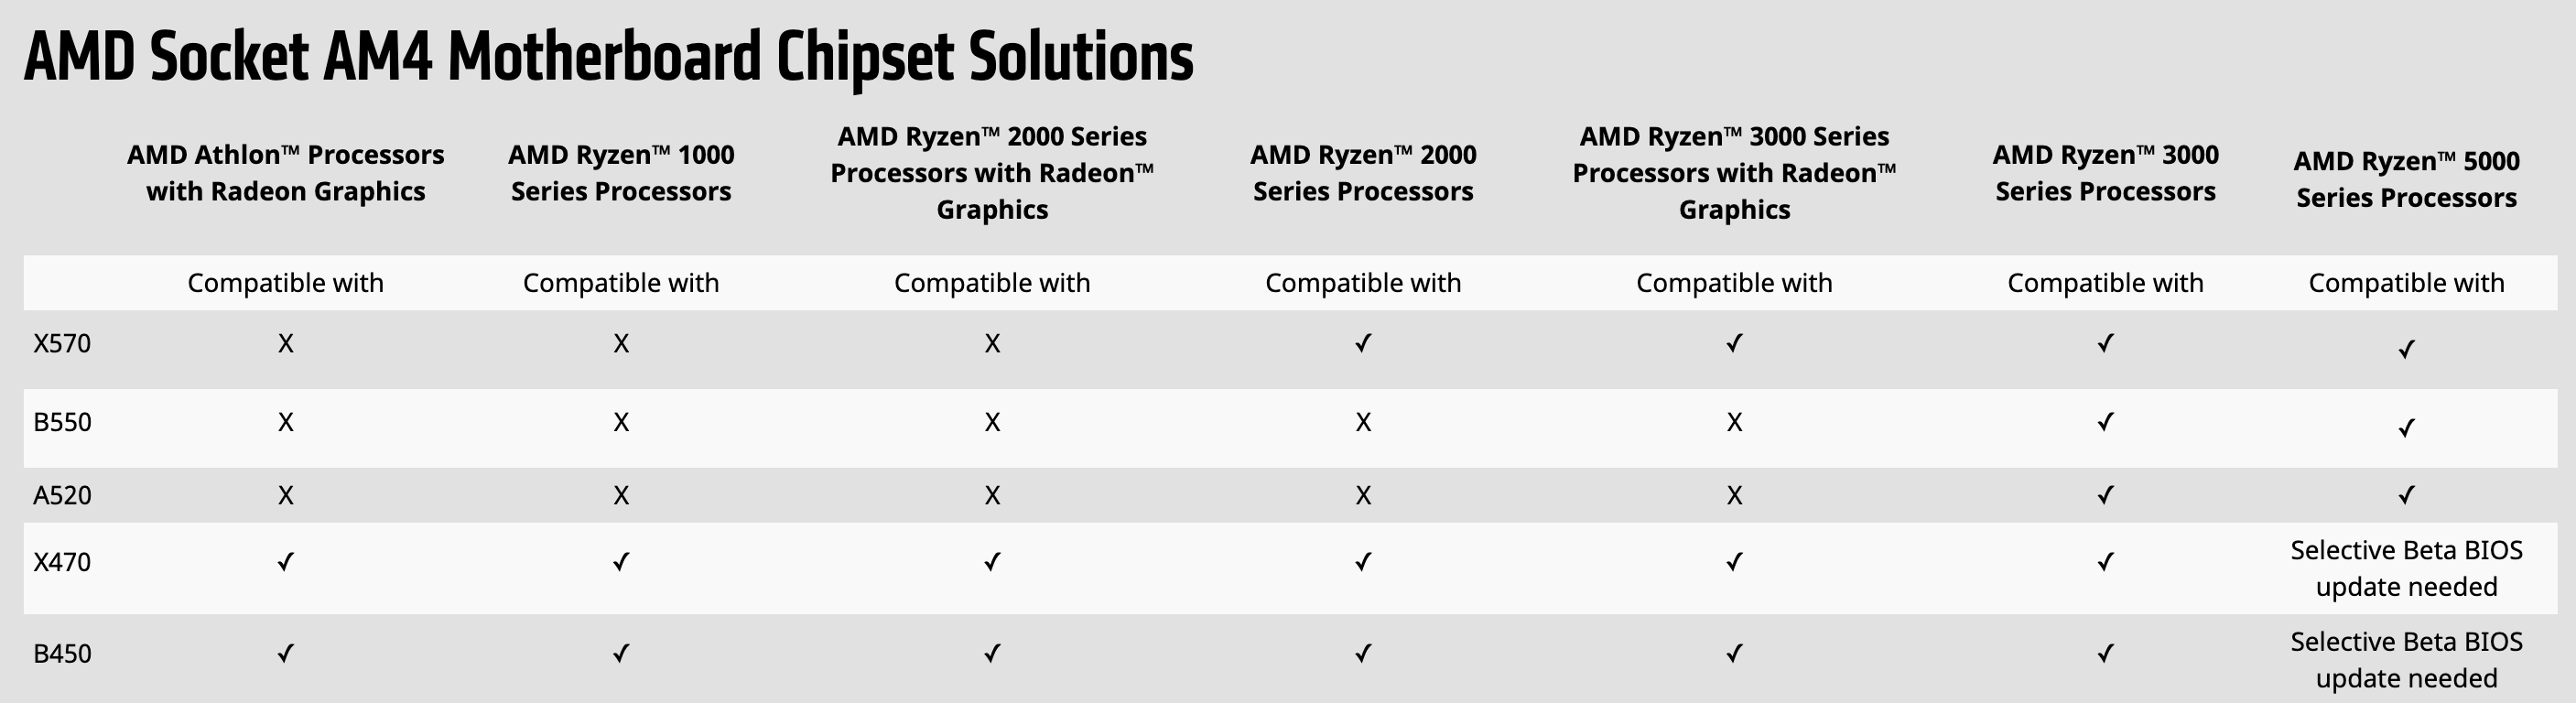 AMD Socket AM4 Motherboard Chipset Solutions
AMD Athlon™ Processors with Radeon Graphics
AMD Ryzen™ 1000 Series Processors
AMD Ryzen™ 2000 Series Processors with Radeon™ Graphics
AMD Ryzen™ 2000 Series Processors
AMD Ryzen™ 3000 Series Processors with Radeon™ Graphics
AMD Ryzen™ 3000 Series Processors
AMD Ryzen™ 5000 Series Processors
Compatible with Compatible with Compatible with Compatible with Compatible with Compatible with Compatible with
X570 X X X ✓ ✓ ✓ ✓
B550 X X X X X ✓ ✓
A520 X X X X X ✓ ✓
X470 ✓ ✓ ✓ ✓ ✓ ✓ Selective Beta BIOS update needed
B450 ✓ ✓ ✓ ✓ ✓ ✓ Selective Beta BIOS update needed